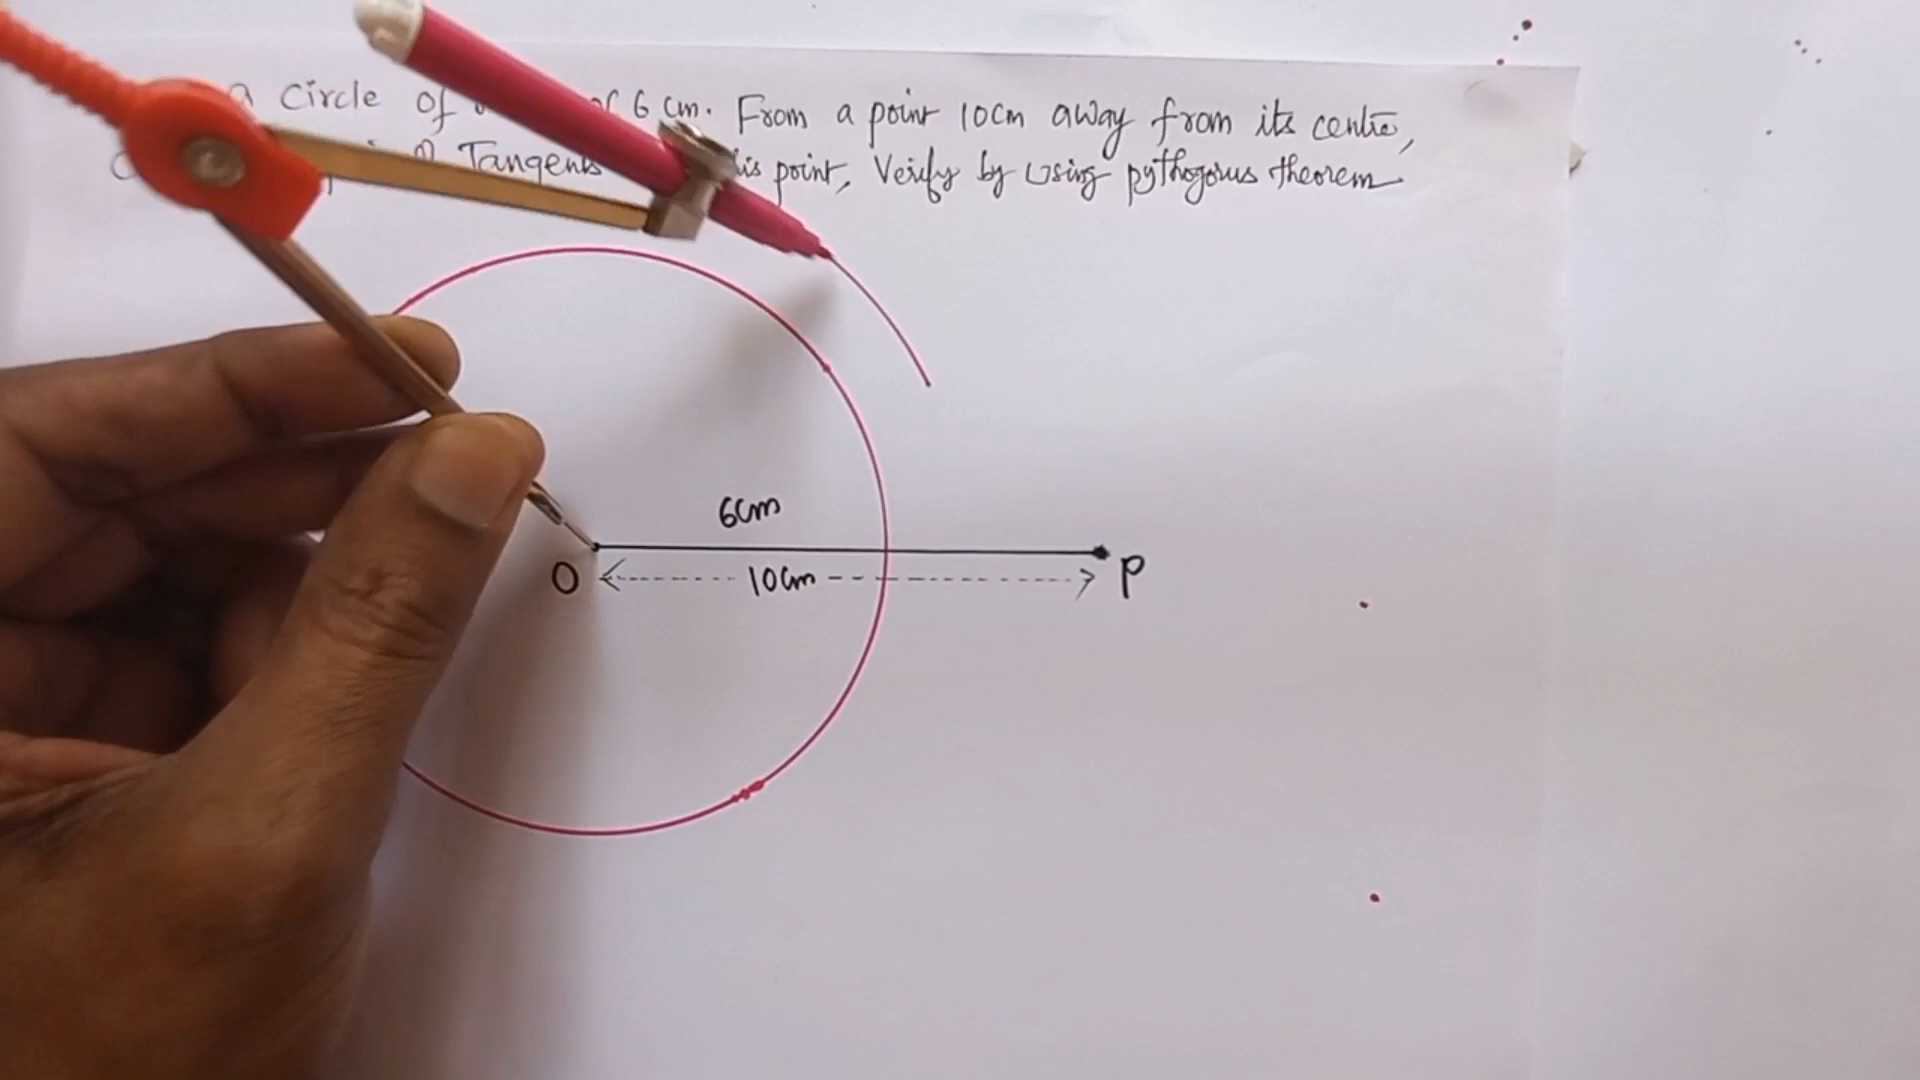 a Circle of 6 cm. From a point 10cm away from its centre,
Tangents point, Verify by Using pythogorus theorem
6cm
O 10cm P